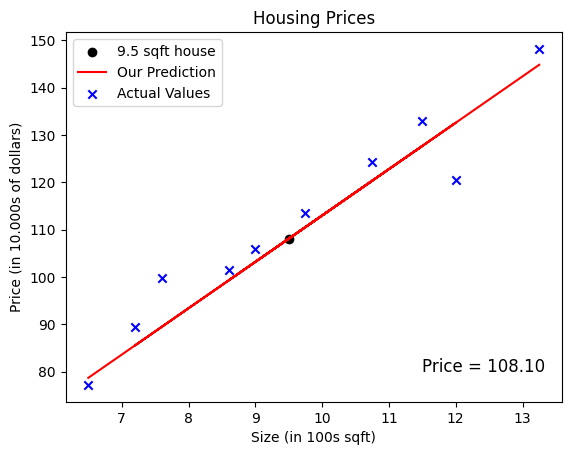 Housing Prices
9.5 sqft house
Our Prediction
Actual Values
150
140
130
120
110
100
90
80
Price (in 10.000s of dollars)
Price = 108.10
7 8 9 10 11 12 13
Size (in 100s sqft)